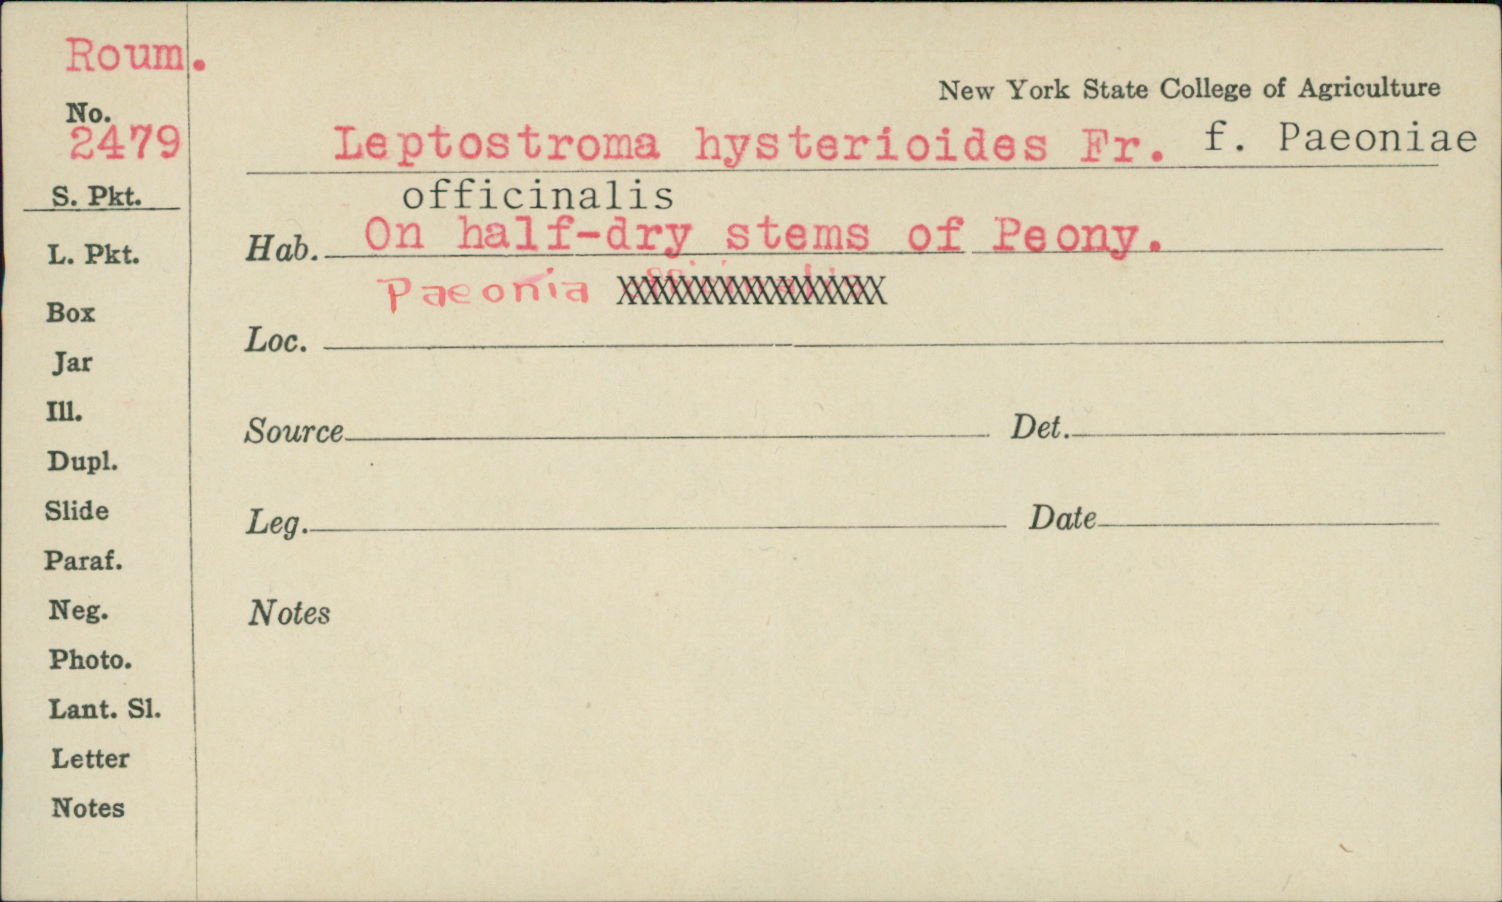 Roum.
New York State College of Agriculture
No.
2479
Leptostroma hysterioides Fr. f. Paeoniae
officinalis
S. Pkt.
Hab. On half-dry stems of Peony.
L. Pkt.
Paeonia
Box
Loc.
Jar
Ill.
Source Det.
Dupl.
Slide
Leg. Date
Paraf.
Neg.
Notes
Photo.
Lant. Sl.
Letter
Notes